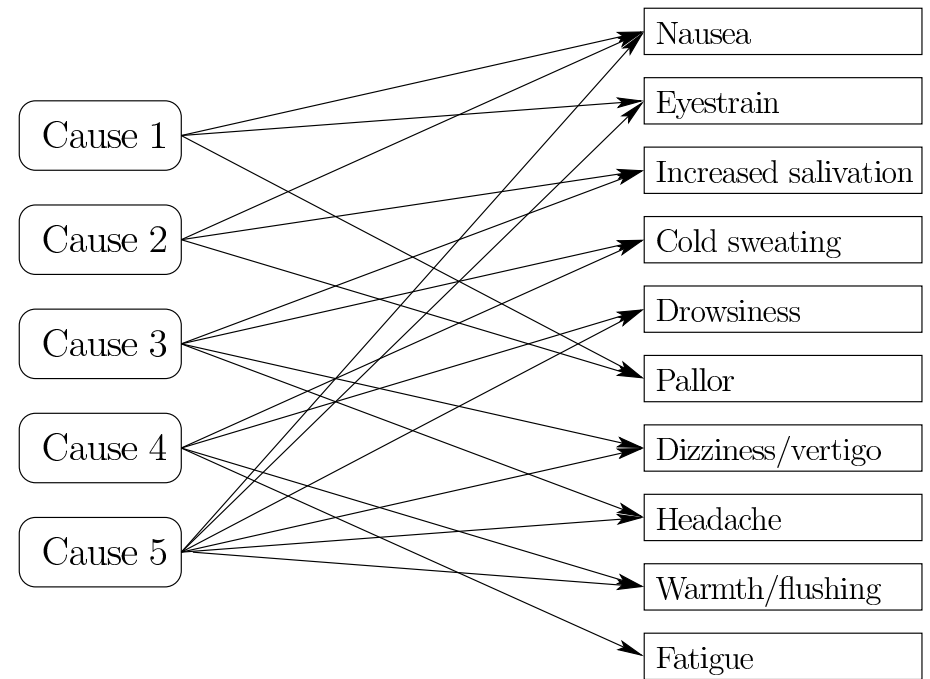 Cause 1
Cause 2
Cause 3
Cause 4
Cause 5
Nausea
Eyestrain
Increased salivation
Cold sweating
Drowsiness
Pallor
Dizziness/vertigo
Headache
Warmth/flushing
Fatigue